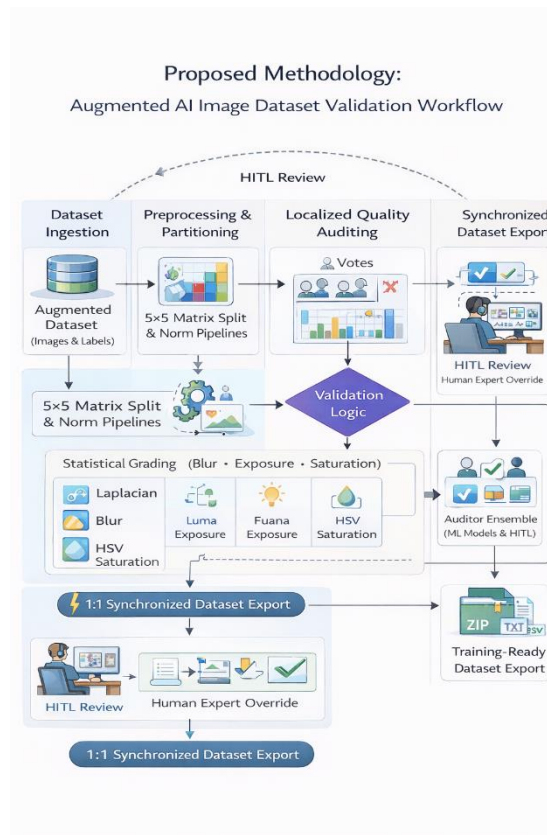 Proposed Methodology:
Augmented AI Image Dataset Validation Workflow
HITL Review
Dataset
Ingestion
Preprocessing &
Partitioning
Localized Quality
Auditing
Synchronized
Dataset Export
Augmented
Dataset
(Images & Labels)
5×5 Matrix Split
& Norm Pipelines
Votes
HITL Review
Human Expert Override
5×5 Matrix Split
& Norm Pipelines
Validation
Logic
Statistical Grading (Blur • Exposure • Saturation)
Laplacian
Blur
HSV
Saturation
Luma
Exposure
Fuana
Exposure
HSV
Saturation
Auditor Ensemble
(ML Models & HITL)
1:1 Synchronized Dataset Export
ZIP
TXT
SV
Training-Ready
Dataset Export
HITL Review
Human Expert Override
1:1 Synchronized Dataset Export